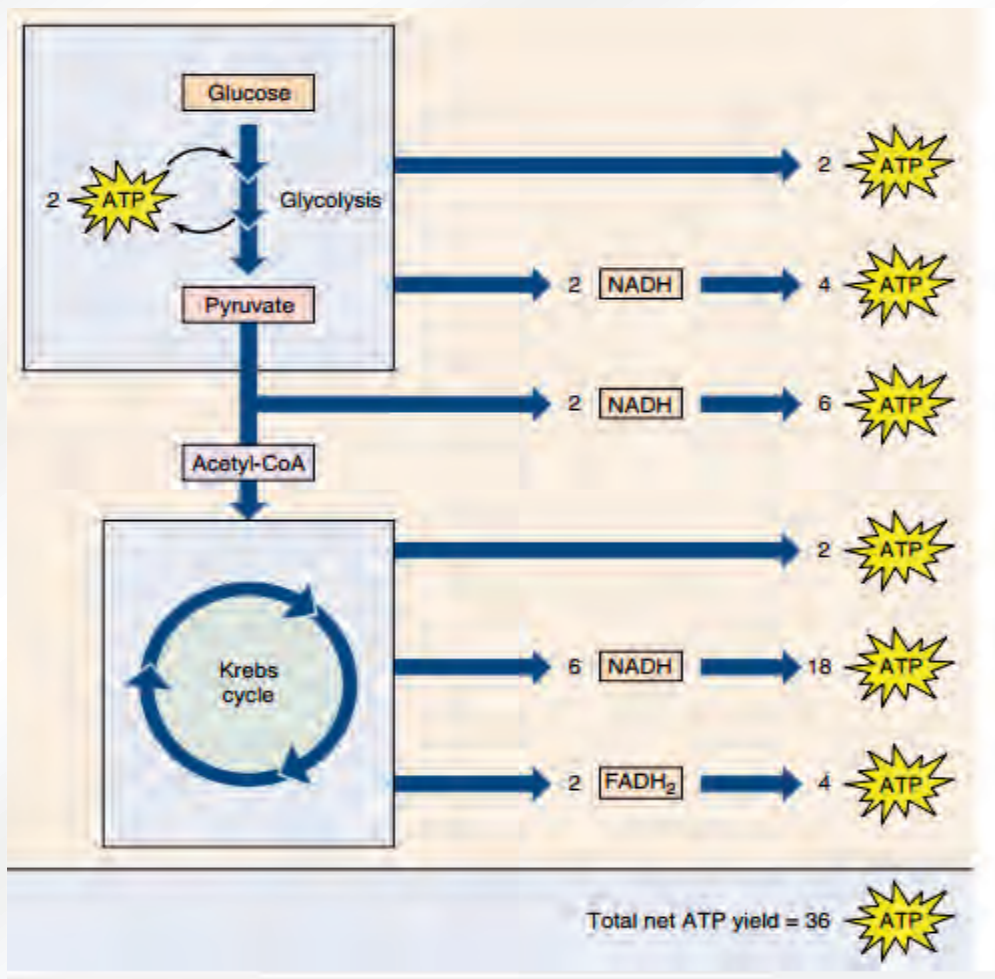 Glucose
2 ATP
Glycolysis
2 ATP
2 NADH 4 ATP
Pyruvate
2 NADH 6 ATP
Acetyl-CoA
2 ATP
Krebs
cycle
6 NADH 18 ATP
2 FADH₂ 4 ATP
Total net ATP yield = 36 ATP